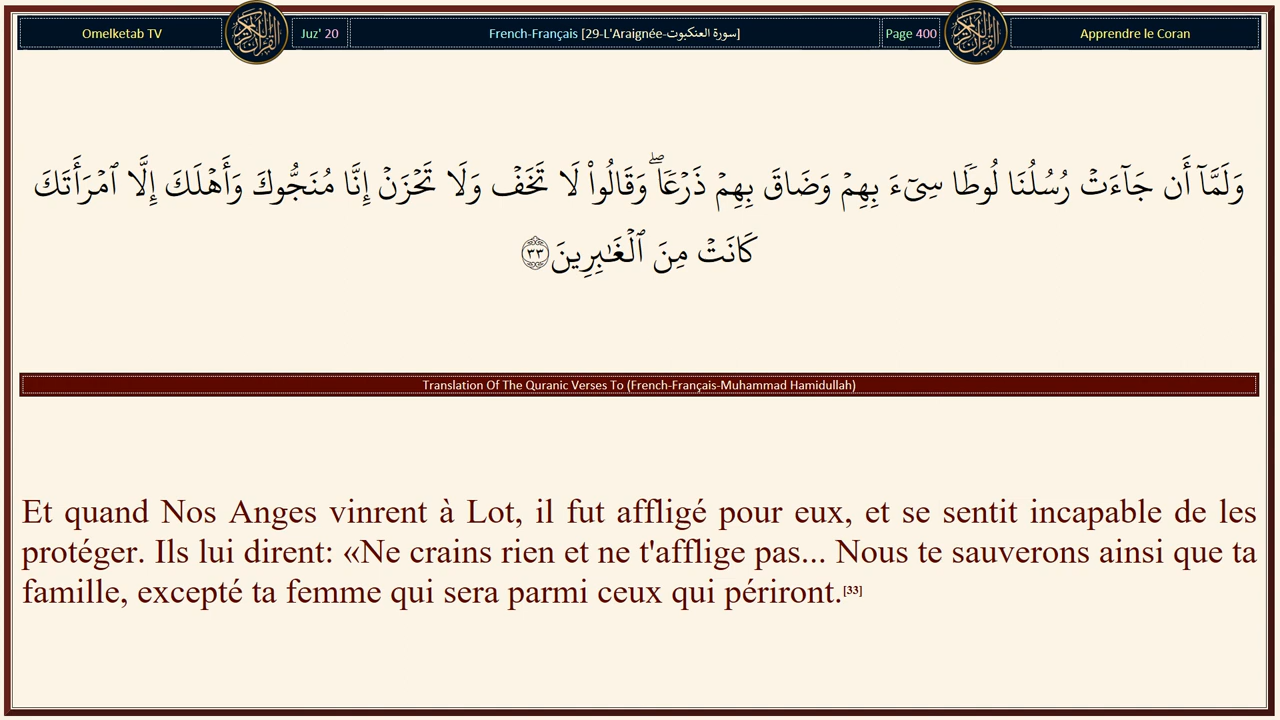 Omelketab TV
Juz' 20
French-Français [29-L'Araignée-سورة العنكبوت]
Page 400
Apprendre le Coran
وَلَمَّآ أَن جَآءَتۡ رُسُلُنَا لُوطٗا سِيٓءَ بِهِمۡ وَضَاقَ بِهِمۡ ذَرۡعٗاۖ وَقَالُواْ لَا تَخَفۡ وَلَا تَحۡزَنۡ إِنَّا مُنَجُّوكَ وَأَهۡلَكَ إِلَّا ٱمۡرَأَتَكَ
كَانَتۡ مِنَ ٱلۡغَٰبِرِينَ ٣٣
Translation Of The Quranic Verses To (French-Français-Muhammad Hamidullah)
Et quand Nos Anges vinrent à Lot, il fut affligé pour eux, et se sentit incapable de les
protéger. Ils lui dirent: «Ne crains rien et ne t'afflige pas... Nous te sauverons ainsi que ta
famille, excepté ta femme qui sera parmi ceux qui périront.[33]